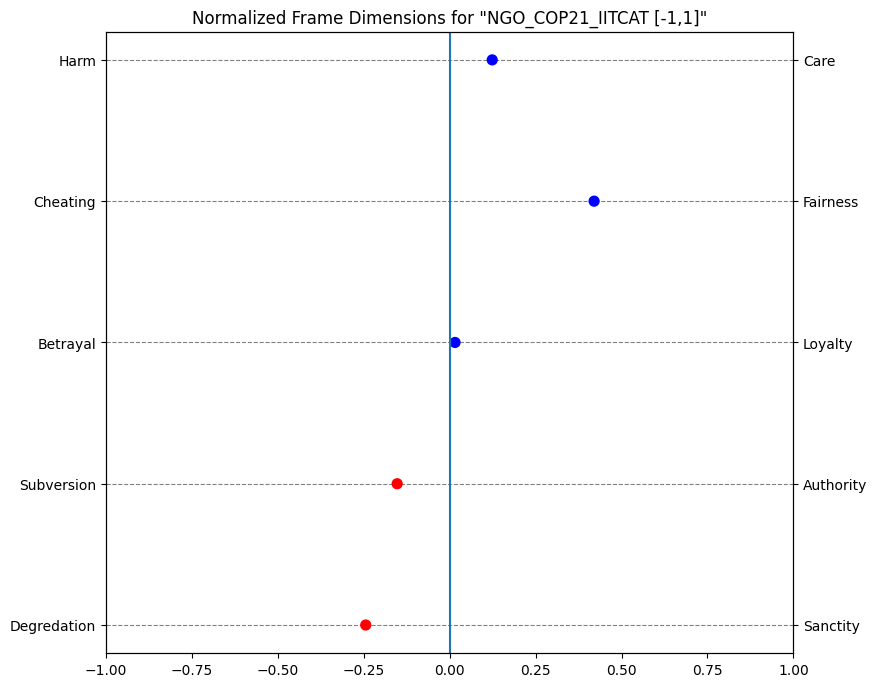 Normalized Frame Dimensions for "NGO_COP21_IITCAT [-1,1]"
Harm Care
Cheating Fairness
Betrayal Loyalty
Subversion Authority
Degredation Sanctity
−1.00 −0.75 −0.50 −0.25 0.00 0.25 0.50 0.75 1.00